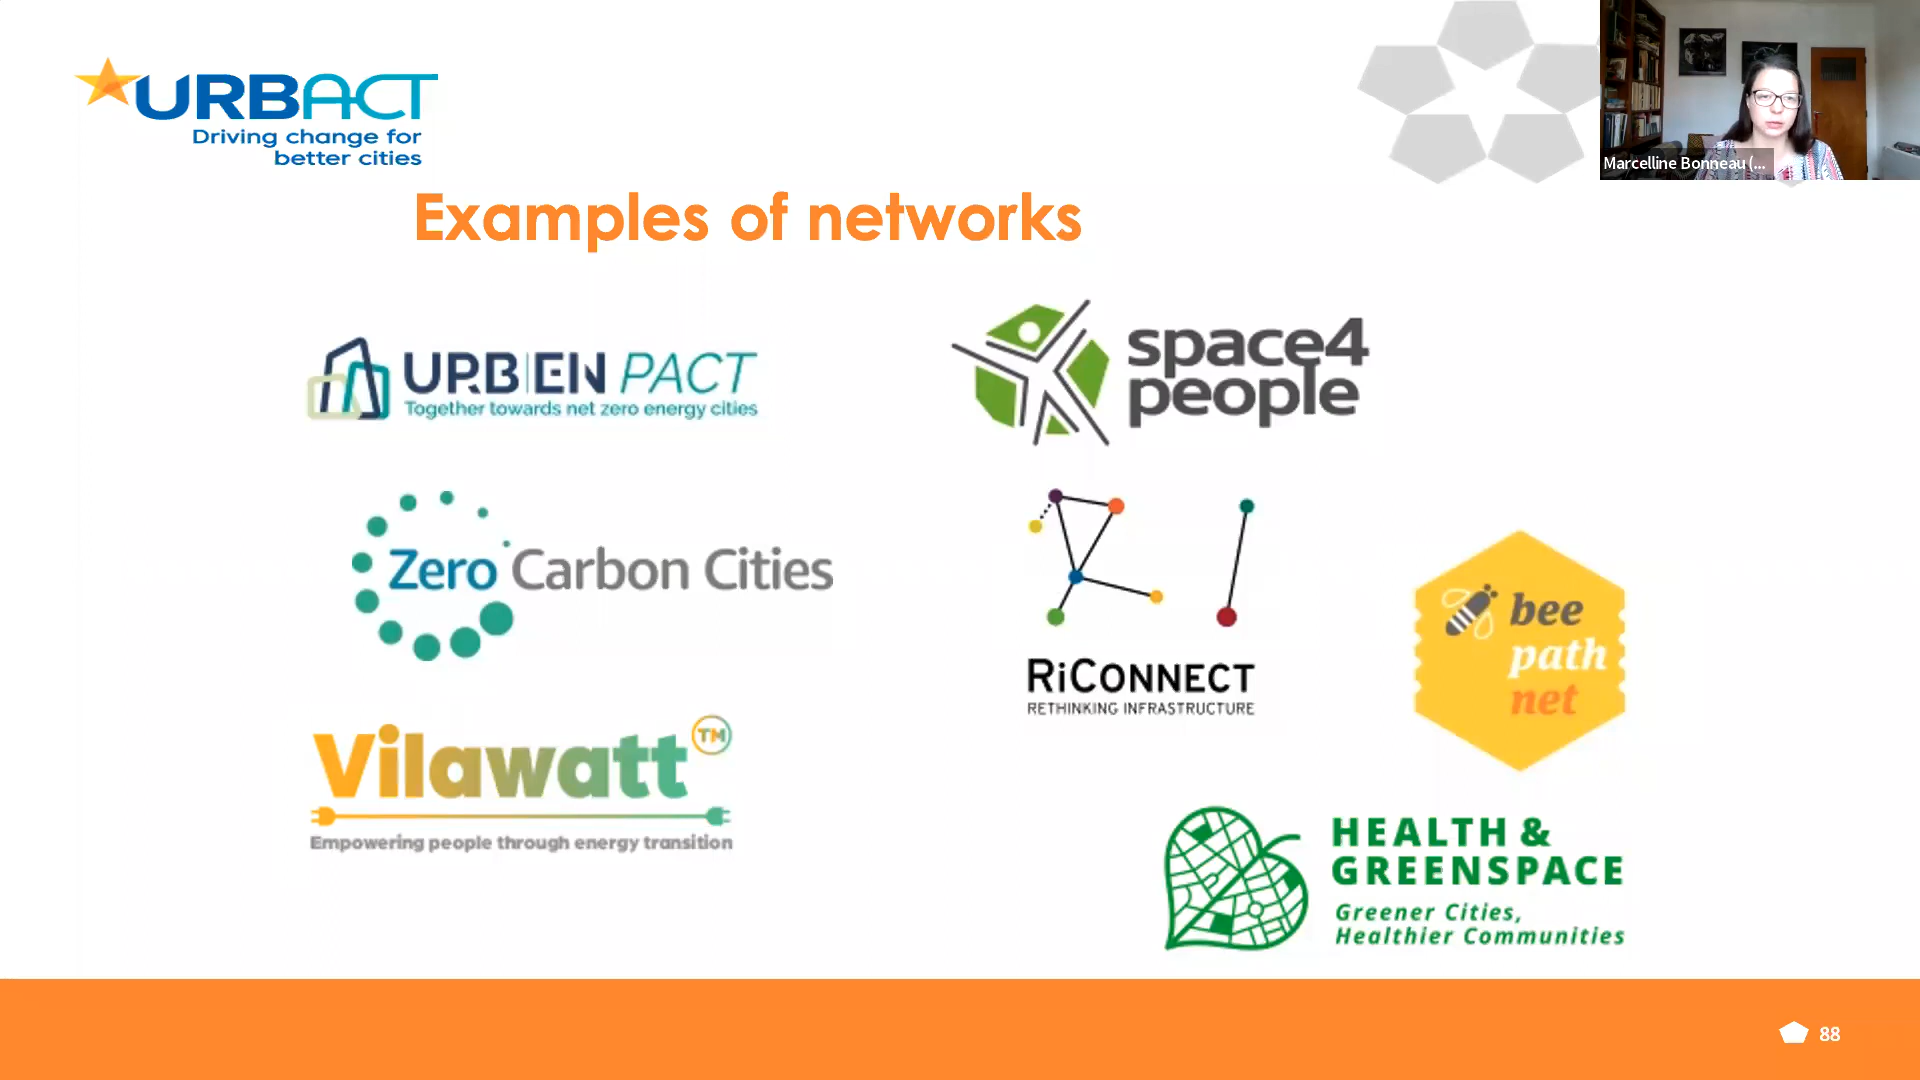 URBACT
Driving change for
better cities
Marcelline Bonneau (...
Examples of networks
URBEN PACT
Together towards net zero energy cities
space4
people
Zero Carbon Cities
RiCONNECT
RETHINKING INFRASTRUCTURE
bee
path
net
Vilawatt TM
Empowering people through energy transition
HEALTH &
GREENSPACE
Greener Cities,
Healthier Communities
88